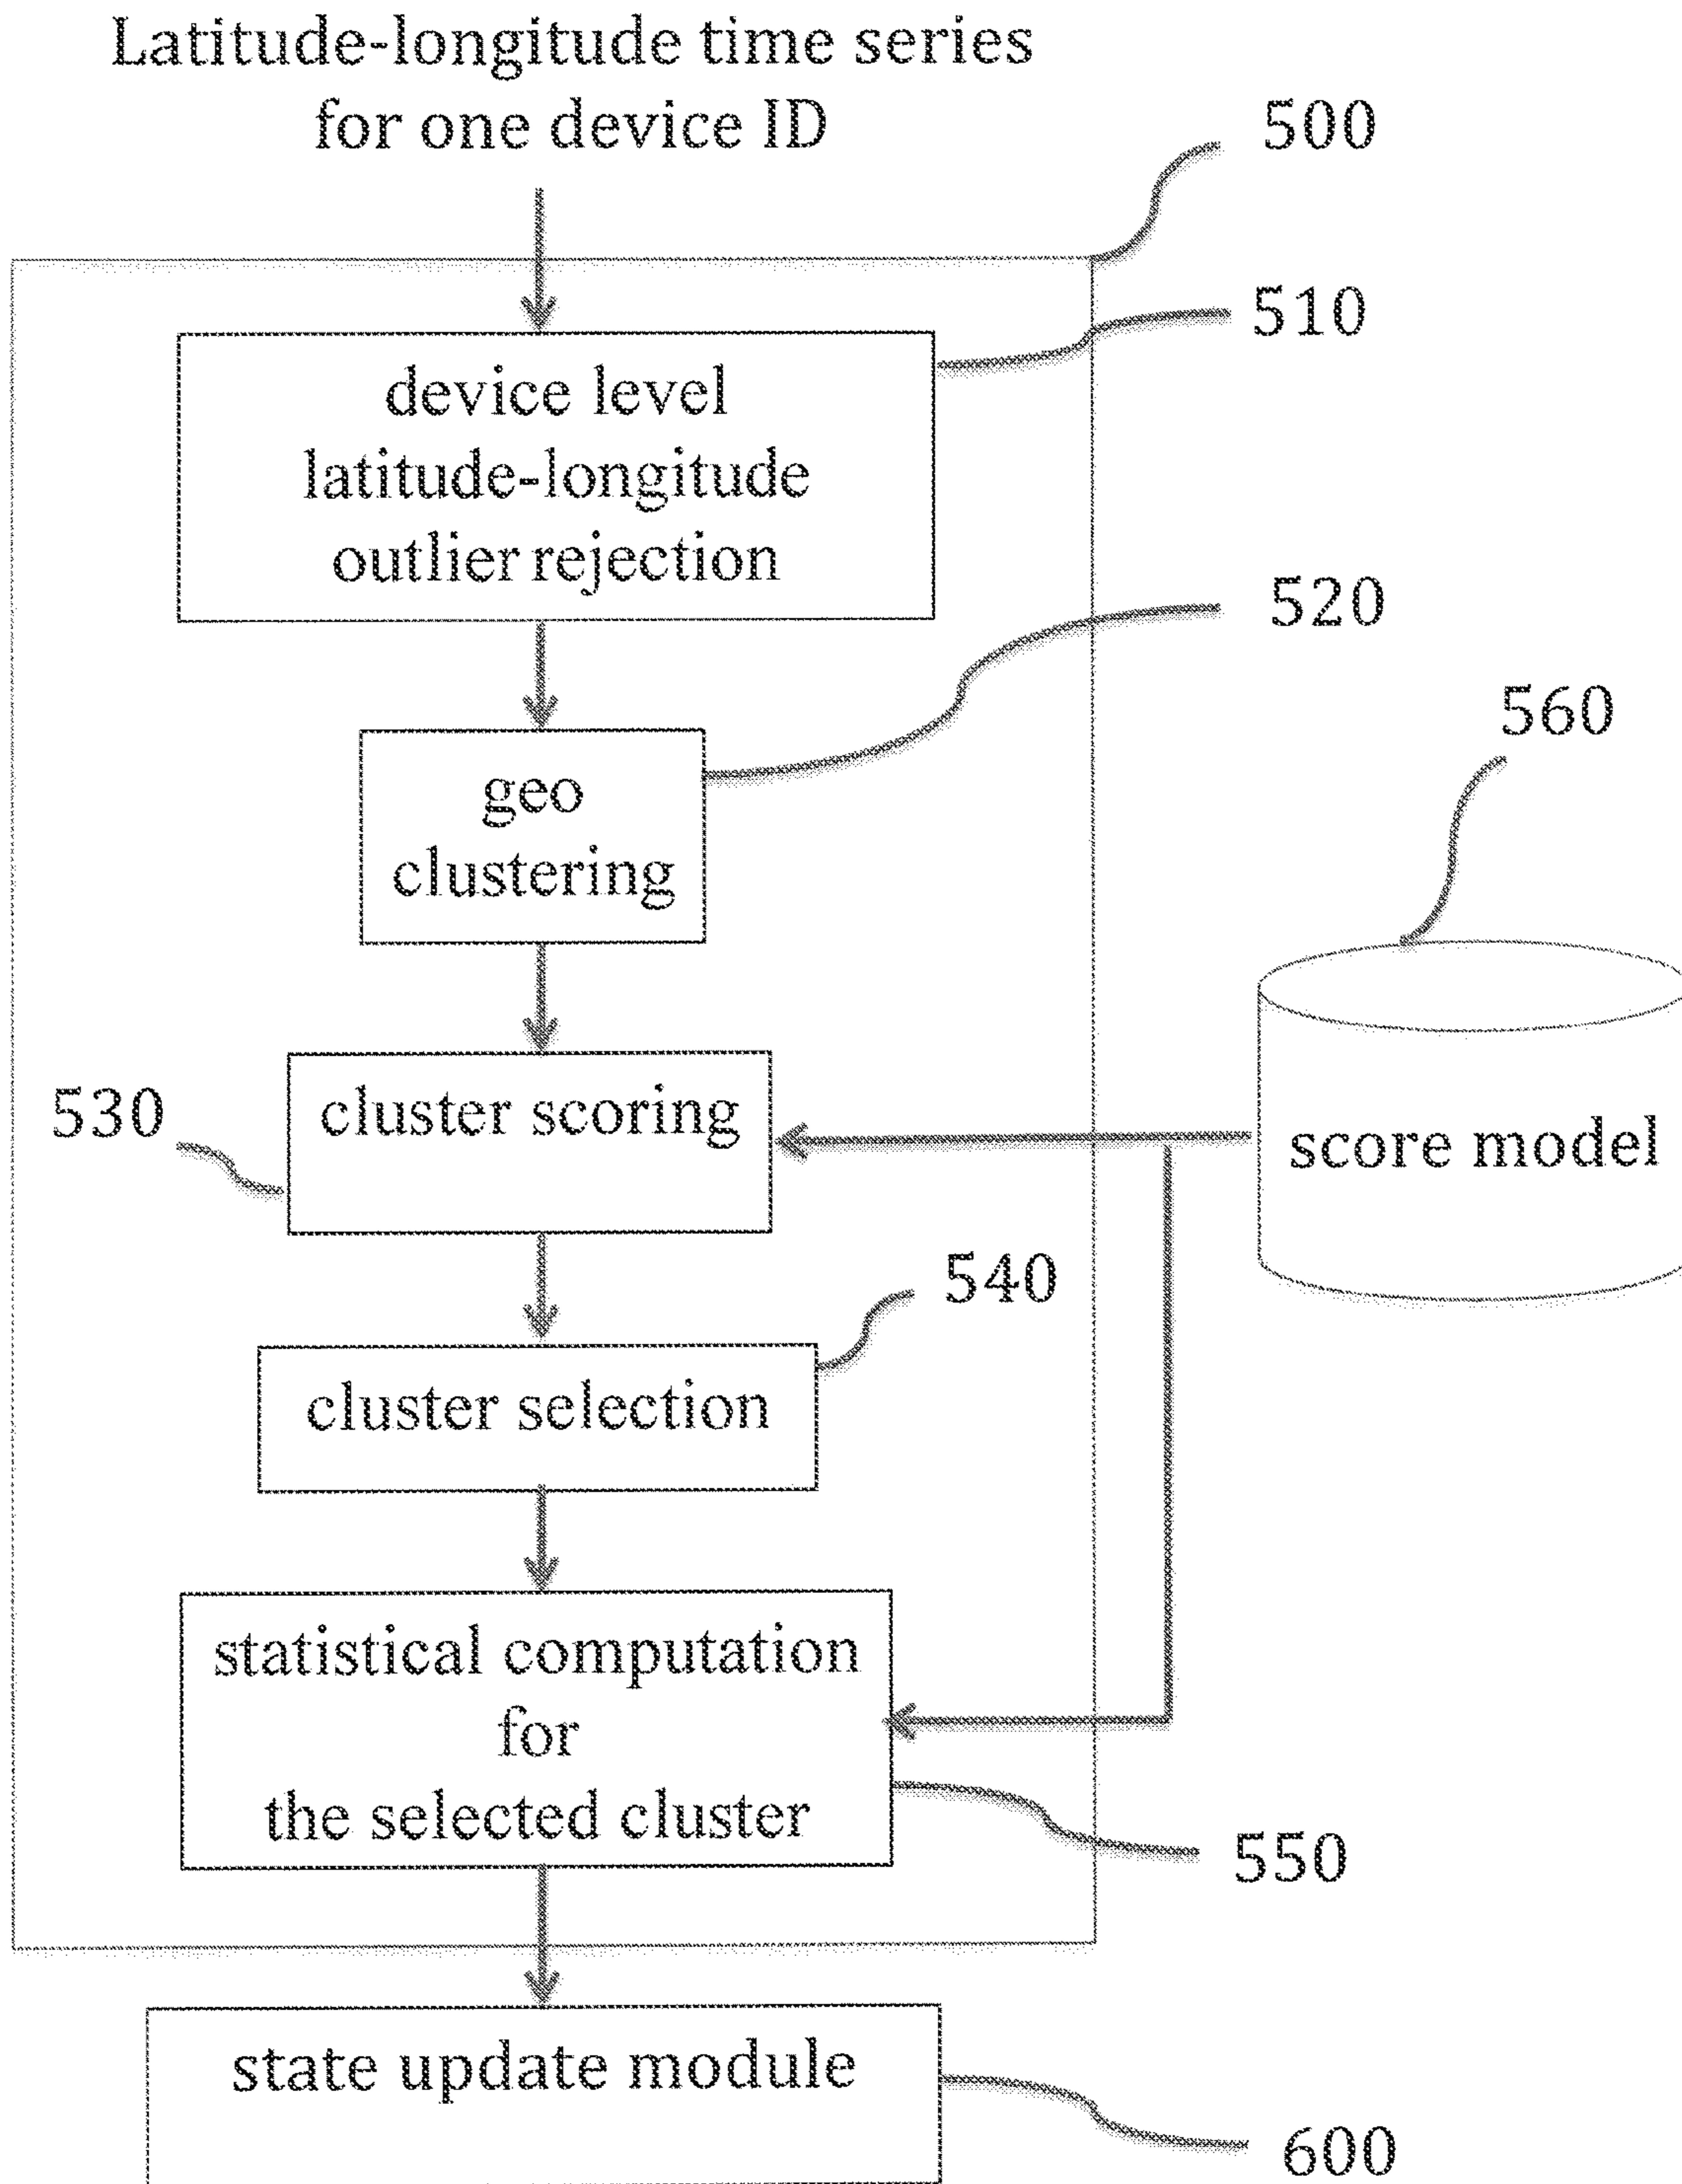 Latitude-longitude time series
for one device ID
500
510
device level
latitude-longitude
outlier rejection
520
560
geo
clustering
530
cluster scoring
score model
540
cluster selection
statistical computation
for
the selected cluster
550
state update module
600